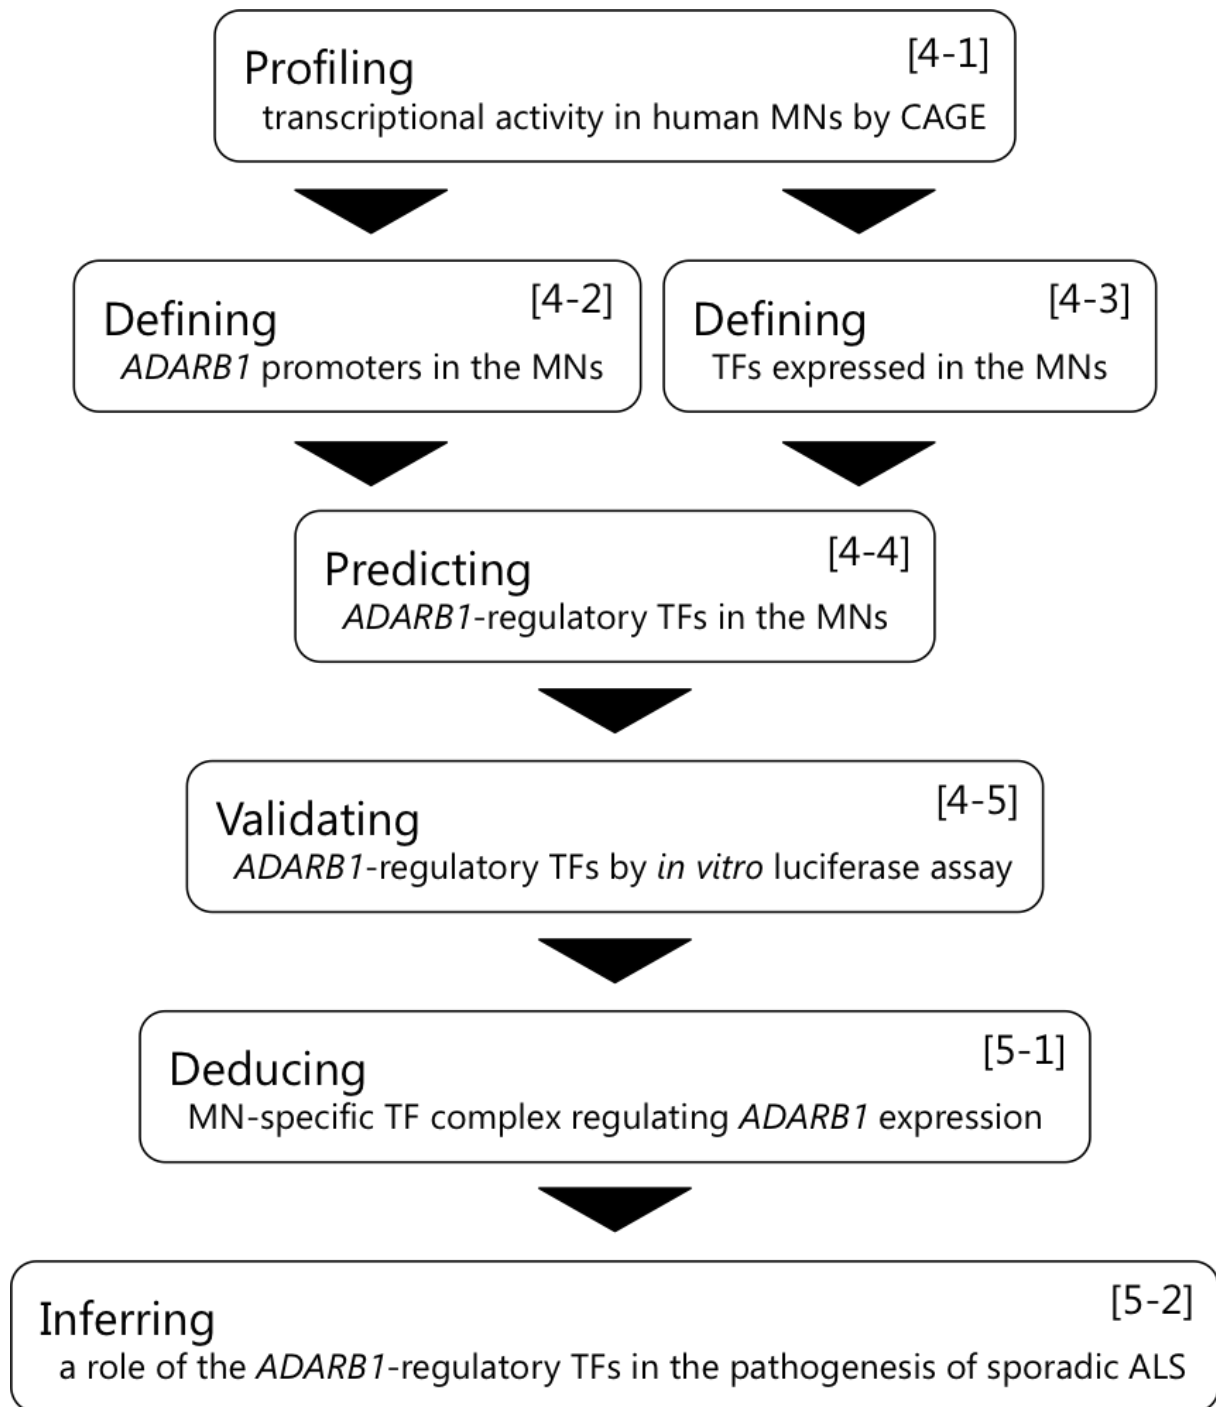 Profiling [4-1]
transcriptional activity in human MNs by CAGE
Defining [4-2]
ADARB1 promoters in the MNs
Defining [4-3]
TFs expressed in the MNs
Predicting [4-4]
ADARB1-regulatory TFs in the MNs
Validating [4-5]
ADARB1-regulatory TFs by in vitro luciferase assay
Deducing [5-1]
MN-specific TF complex regulating ADARB1 expression
Inferring [5-2]
a role of the ADARB1-regulatory TFs in the pathogenesis of sporadic ALS